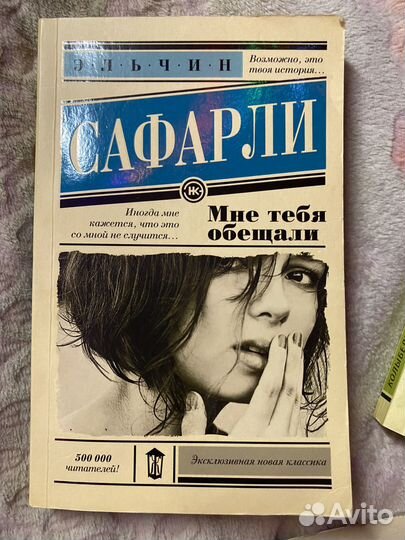 Э·Л·Ь·Ч·И·Н
Возможно, это
твоя история...
САФАРЛИ
НЖ
Иногда мне
кажется, что это
со мной не случится...
Мне тебя
обещали
500 000
читателей!
Ж
Эксклюзивная новая классика
Avito